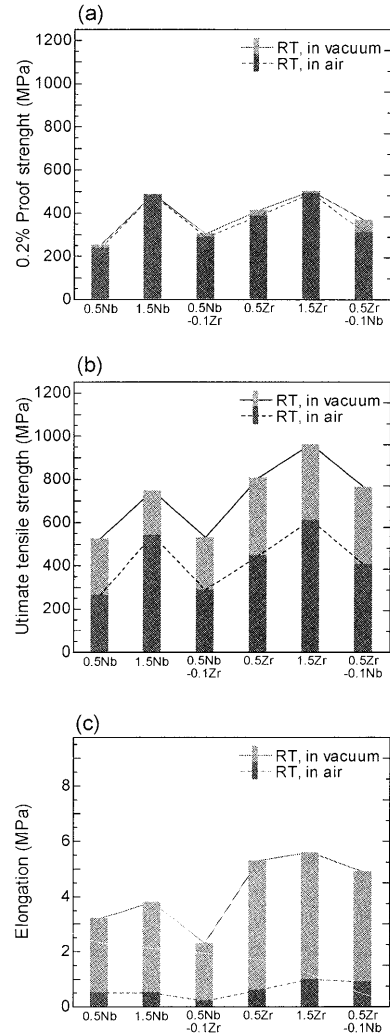 (a)
1200
1000
800
600
400
200
0
0.2% Proof strenght (MPa)
RT, in vacuum
RT, in air
0.5Nb 1.5Nb 0.5Nb 0.5Zr 1.5Zr 0.5Zr
-0.1Zr -0.1Nb
(b)
1200
1000
800
600
400
200
0
Utimate tensile strength (MPa)
RT, in vacuum
RT, in air
0.5Nb 1.5Nb 0.5Nb 0.5Zr 1.5Zr 0.5Zr
-0.1Zr -0.1Nb
(c)
8
6
4
2
0
Elongation (MPa)
RT, in vacuum
RT, in air
0.5Nb 1.5Nb 0.5Nb 0.5Zr 1.5Zr 0.5Zr
-0.1Zr -0.1Nb